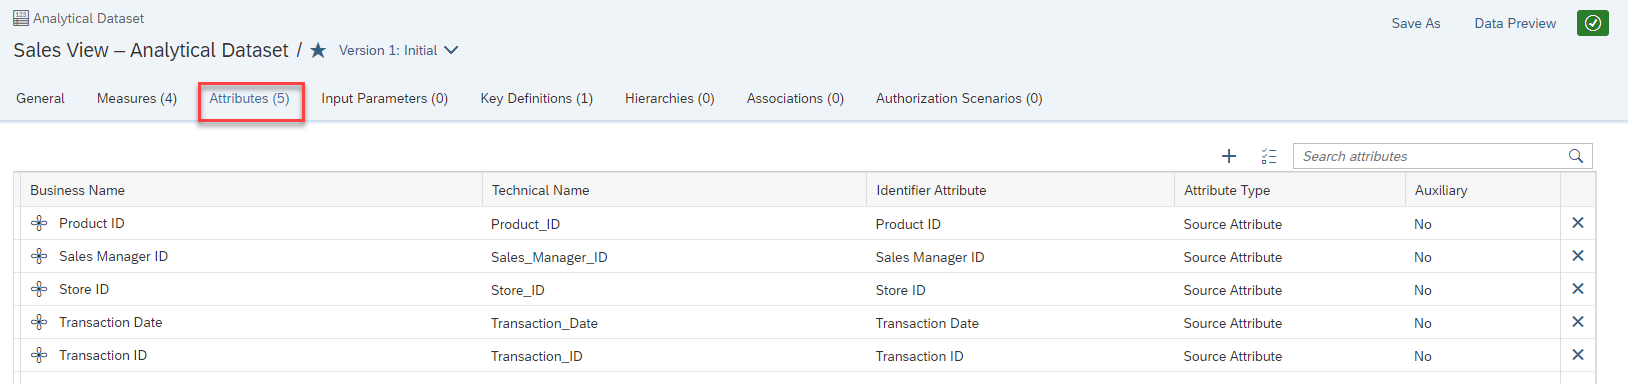 123 Analytical Dataset
Save As Data Preview
Sales View – Analytical Dataset / Version 1: Initial
General Measures (4) Attributes (5) Input Parameters (0) Key Definitions (1) Hierarchies (0) Associations (0) Authorization Scenarios (0)
Search attributes
Business Name Technical Name Identifier Attribute Attribute Type Auxiliary
Product ID Product_ID Product ID Source Attribute No
Sales Manager ID Sales_Manager_ID Sales Manager ID Source Attribute No
Store ID Store_ID Store ID Source Attribute No
Transaction Date Transaction_Date Transaction Date Source Attribute No
Transaction ID Transaction_ID Transaction ID Source Attribute No